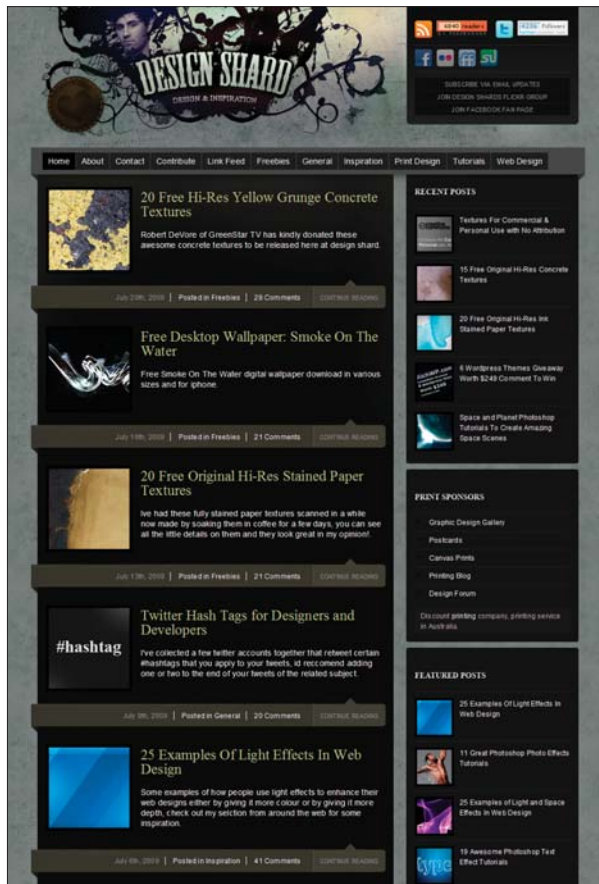 DESIGN SHARD
DESIGN & INSPIRATION
4840 readers
Followers
SUBSCRIBE VIA EMAIL UPDATES
JOIN DESIGN SHARDS FLICKR GROUP
JOIN FACEBOOK FAN PAGE
Home About Contact Contribute Link Feed Freebies General Inspiration Print Design Tutorials Web Design
20 Free Hi-Res Yellow Grunge Concrete
Textures
Robert DeVore of GreenStar TV has kindly donated these
awesome concrete textures to be released here at design shard.
2009 | Posted in Freebies | 28 Comments CONTINUE READING
Free Desktop Wallpaper: Smoke On The
Water
Free Smoke On The Water digital wallpaper download in various
sizes and for iphone.
2009 | Posted in Freebies | 21 Comments CONTINUE READING
20 Free Original Hi-Res Stained Paper
Textures
Ive had these fully stained paper textures scanned in a while
now made by soaking them in coffee for a few days, you can see
all the little details on them and they look great in my opinion!.
July 13th, 2009 | Posted in Freebies | 21 Comments CONTINUE READING
#hashtag
Twitter Hash Tags for Designers and
Developers
I've collected a few twitter accounts together that retweet certain
#hashtags that you apply to your tweets, id reccomend adding
one or two to the end of your tweets of the related subject.
July 9th, 2009 | Posted in General | 20 Comments CONTINUE READING
25 Examples Of Light Effects In Web
Design
Some examples of how people use light effects to enhance their
web designs either by giving it more colour or by giving it more
depth, check out my selction from around the web for some
inspiration.
July 6th, 2009 | Posted in Inspiration | 41 Comments CONTINUE READING
RECENT POSTS
Textures For Commercial &
Personal Use with No Attribution
15 Free Original Hi-Res Concrete
Textures
20 Free Original Hi-Res Ink
Stained Paper Textures
6 Wordpress Themes Giveaway
Worth $249 Comment To Win
Space and Planet Photoshop
Tutorials To Create Amazing
Space Scenes
PRINT SPONSORS
Graphic Design Gallery
Postcards
Canvas Prints
Printing Blog
Design Forum
Discount printing company, printing service
in Australia
FEATURED POSTS
25 Examples Of Light Effects In
Web Design
11 Great Photoshop Photo Effects
Tutorials
25 Examples of Light and Space
Effects In Web Design
19 Awesome Photoshop Text
Effect Tutorials
type